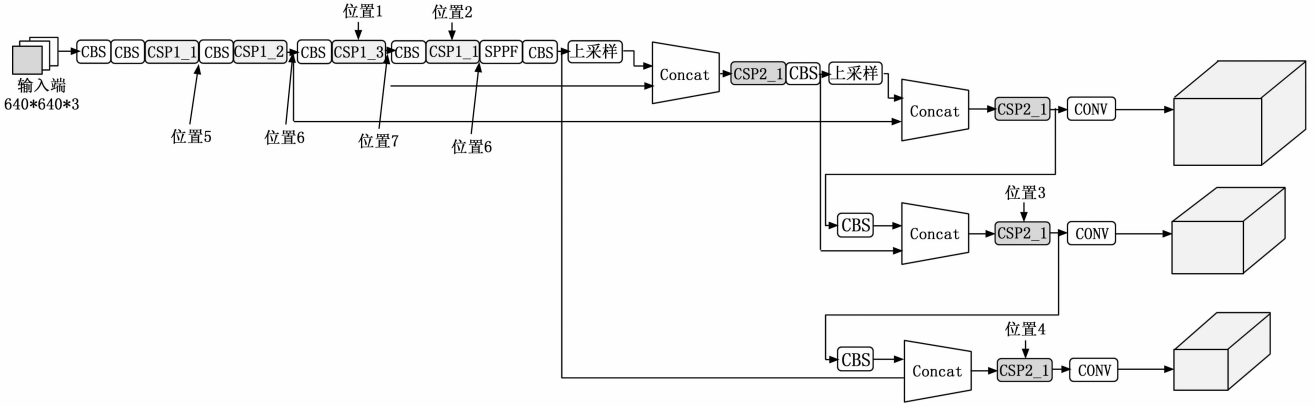 位置1
位置2
CBS
CBS
CSP1_1
CBS
CSP1_2
CBS
CSP1_3
CBS
CSP1_1
SPPF
CBS
上采样
Concat
CSP2_1
CBS
上采样
Concat
CSP2_1
CONV
输入端
640*640*3
位置5
位置6
位置7
位置6
位置3
CBS
Concat
CSP2_1
CONV
位置4
CBS
Concat
CSP2_1
CONV